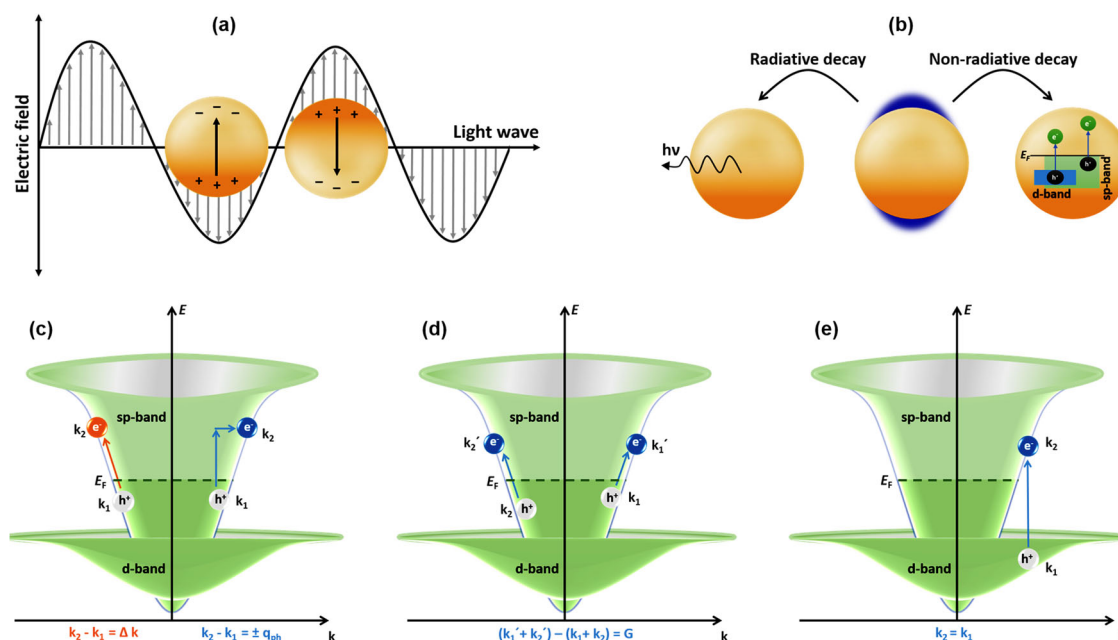 (a)
Electric field
Light wave
− − −
+ + +
+ + +
− − −
(b)
Radiative decay
Non-radiative decay
hν
e⁻
e⁻
E_F
h⁺
h⁺
d-band
sp-band
(c)
E
sp-band
k₂
e⁻
e⁻
k₂
E_F
k₁
h⁺
h⁺
k₁
d-band
k
k₂ - k₁ = Δ k
k₂ - k₁ = ± q_ph
(d)
E
sp-band
k₂´
e⁻
e⁻
k₁´
E_F
k₂
h⁺
h⁺
k₁
d-band
k
(k₁´+ k₂´) – (k₁+ k₂) = G
(e)
E
sp-band
k₂
e⁻
E_F
h⁺
k₁
d-band
k
k₂ = k₁